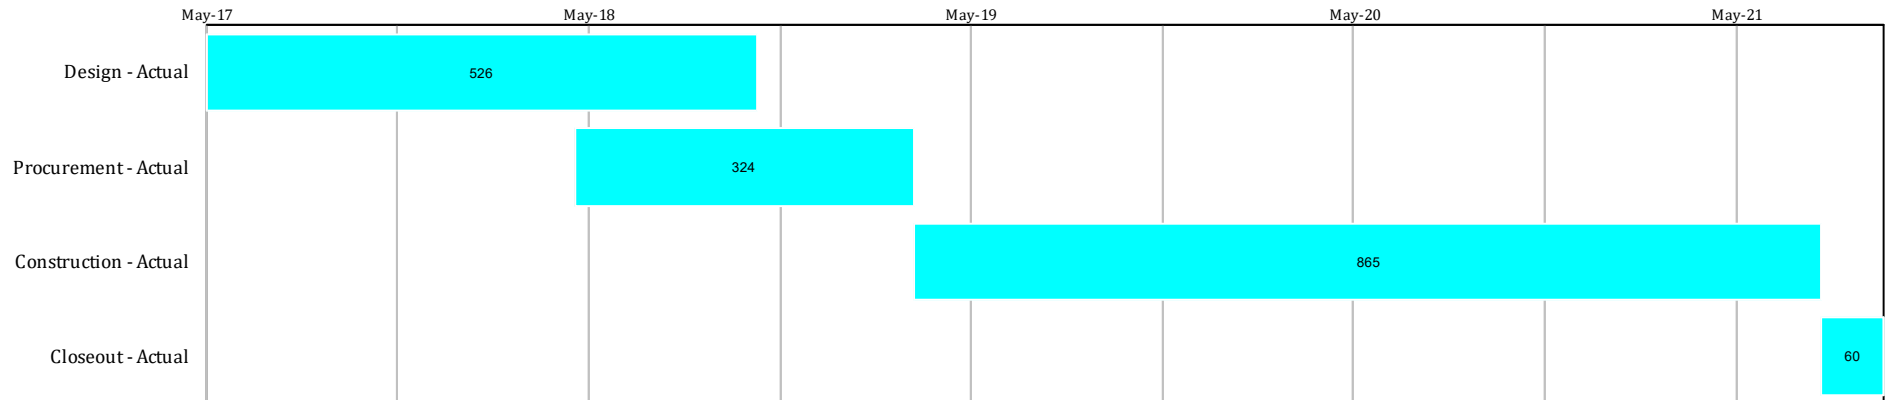 May-17 May-18 May-19 May-20 May-21
Design - Actual 526
Procurement - Actual 324
Construction - Actual 865
Closeout - Actual 60